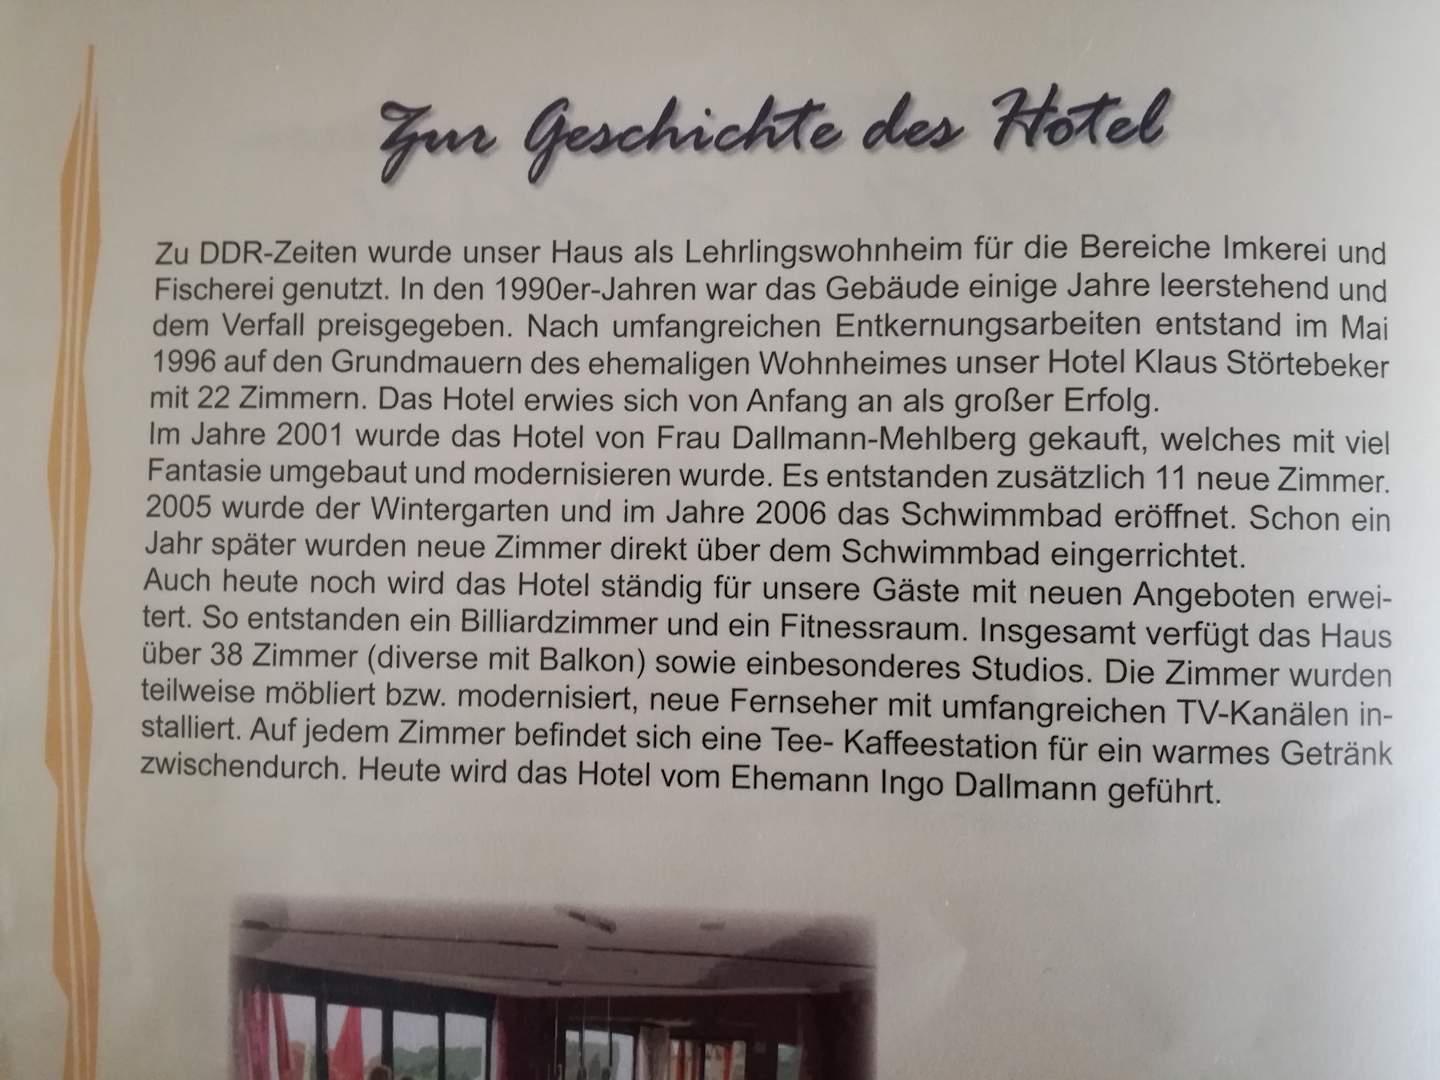 Zur Geschichte des Hotel
Zu DDR-Zeiten wurde unser Haus als Lehrlingswohnheim für die Bereiche Imkerei und
Fischerei genutzt. In den 1990er-Jahren war das Gebäude einige Jahre leerstehend und
dem Verfall preisgegeben. Nach umfangreichen Entkernungsarbeiten entstand im Mai
1996 auf den Grundmauern des ehemaligen Wohnheimes unser Hotel Klaus Störtebeker
mit 22 Zimmern. Das Hotel erwies sich von Anfang an als großer Erfolg.
Im Jahre 2001 wurde das Hotel von Frau Dallmann-Mehlberg gekauft, welches mit viel
Fantasie umgebaut und modernisieren wurde. Es entstanden zusätzlich 11 neue Zimmer.
2005 wurde der Wintergarten und im Jahre 2006 das Schwimmbad eröffnet. Schon ein
Jahr später wurden neue Zimmer direkt über dem Schwimmbad eingerrichtet.
Auch heute noch wird das Hotel ständig für unsere Gäste mit neuen Angeboten erwei-
tert. So entstanden ein Billiardzimmer und ein Fitnessraum. Insgesamt verfügt das Haus
über 38 Zimmer (diverse mit Balkon) sowie einbesonderes Studios. Die Zimmer wurden
teilweise möbliert bzw. modernisiert, neue Fernseher mit umfangreichen TV-Kanälen in-
stalliert. Auf jedem Zimmer befindet sich eine Tee- Kaffeestation für ein warmes Getränk
zwischendurch. Heute wird das Hotel vom Ehemann Ingo Dallmann geführt.